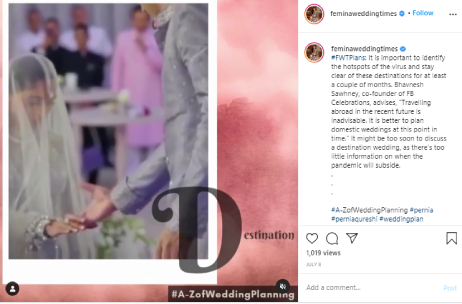 feminaweddingtimes • Follow
feminaweddingtimes
#FWTPlans: It is important to identify
the hotspots of the virus and stay
clear of these destinations for at least
a couple of months. Bhavnesh
Sawhney, co-founder of FB
Celebrations, advises, "Travelling
abroad in the recent future is
inadvisable. It is better to plan
domestic weddings at this point in
time." It might be too soon to discuss
a destination wedding, as there's too
little information on when the
pandemic will subside.
.
.
.
#A-ZofWeddingPlanning #pernia
#perniaqureshi #weddingplan
1,019 views
JULY 8
Add a comment... Post
Destination
#A-ZofWeddingPlanning